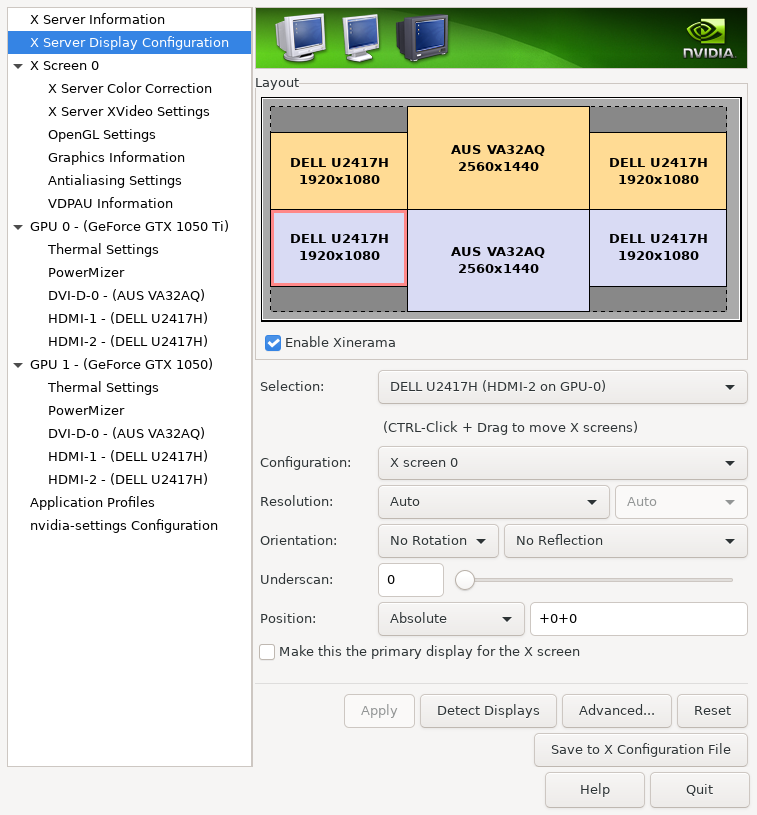 X Server Information
X Server Display Configuration
X Screen 0
X Server Color Correction
X Server XVideo Settings
OpenGL Settings
Graphics Information
Antialiasing Settings
VDPAU Information
GPU 0 - (GeForce GTX 1050 Ti)
Thermal Settings
PowerMizer
DVI-D-0 - (AUS VA32AQ)
HDMI-1 - (DELL U2417H)
HDMI-2 - (DELL U2417H)
GPU 1 - (GeForce GTX 1050)
Thermal Settings
PowerMizer
DVI-D-0 - (AUS VA32AQ)
HDMI-1 - (DELL U2417H)
HDMI-2 - (DELL U2417H)
Application Profiles
nvidia-settings Configuration
NVIDIA.
Layout
DELL U2417H
1920x1080
AUS VA32AQ
2560x1440
DELL U2417H
1920x1080
DELL U2417H
1920x1080
AUS VA32AQ
2560x1440
DELL U2417H
1920x1080
Enable Xinerama
Selection: DELL U2417H (HDMI-2 on GPU-0)
(CTRL-Click + Drag to move X screens)
Configuration: X screen 0
Resolution: Auto Auto
Orientation: No Rotation No Reflection
Underscan: 0
Position: Absolute +0+0
Make this the primary display for the X screen
Apply Detect Displays Advanced... Reset
Save to X Configuration File
Help Quit